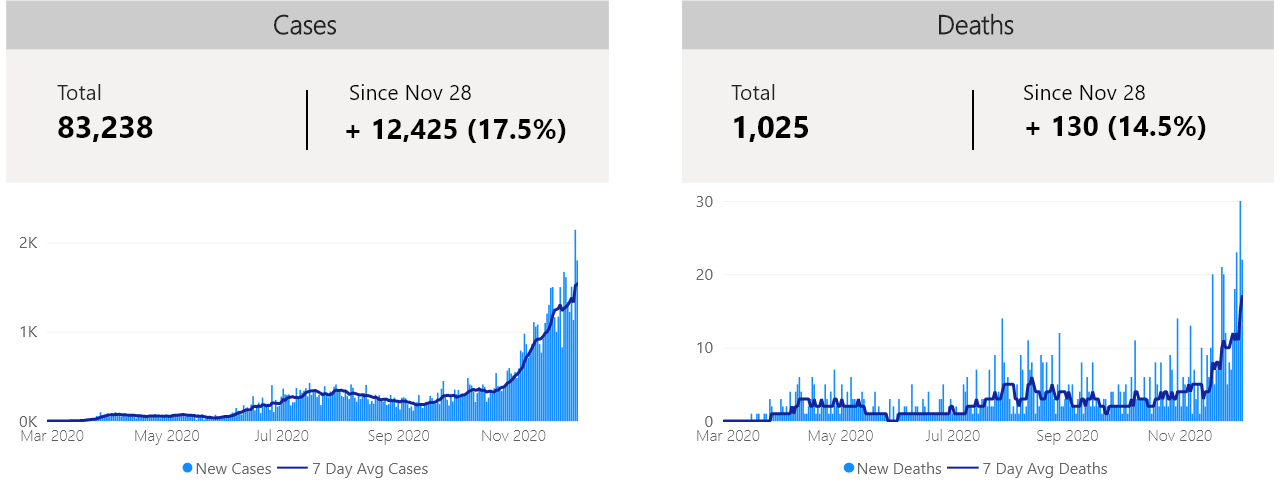 Cases
Total
83,238
Since Nov 28
+ 12,425 (17.5%)
2K
1K
0K
Mar 2020 May 2020 Jul 2020 Sep 2020 Nov 2020
New Cases 7 Day Avg Cases
Deaths
Total
1,025
Since Nov 28
+ 130 (14.5%)
30
20
10
0
Mar 2020 May 2020 Jul 2020 Sep 2020 Nov 2020
New Deaths 7 Day Avg Deaths